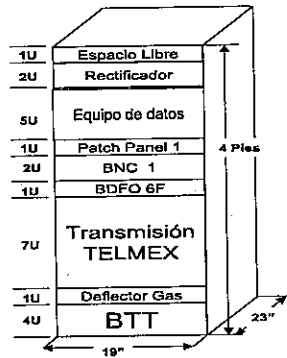 1U Espacio Libre
2U Rectificador
5U Equipo de datos
1U Patch Panel 1
2U BNC 1
1U BDFO 6F
7U Transmisión
TELMEX
1U Deflector Gas
4U BTT
4 Pies
19"
23"